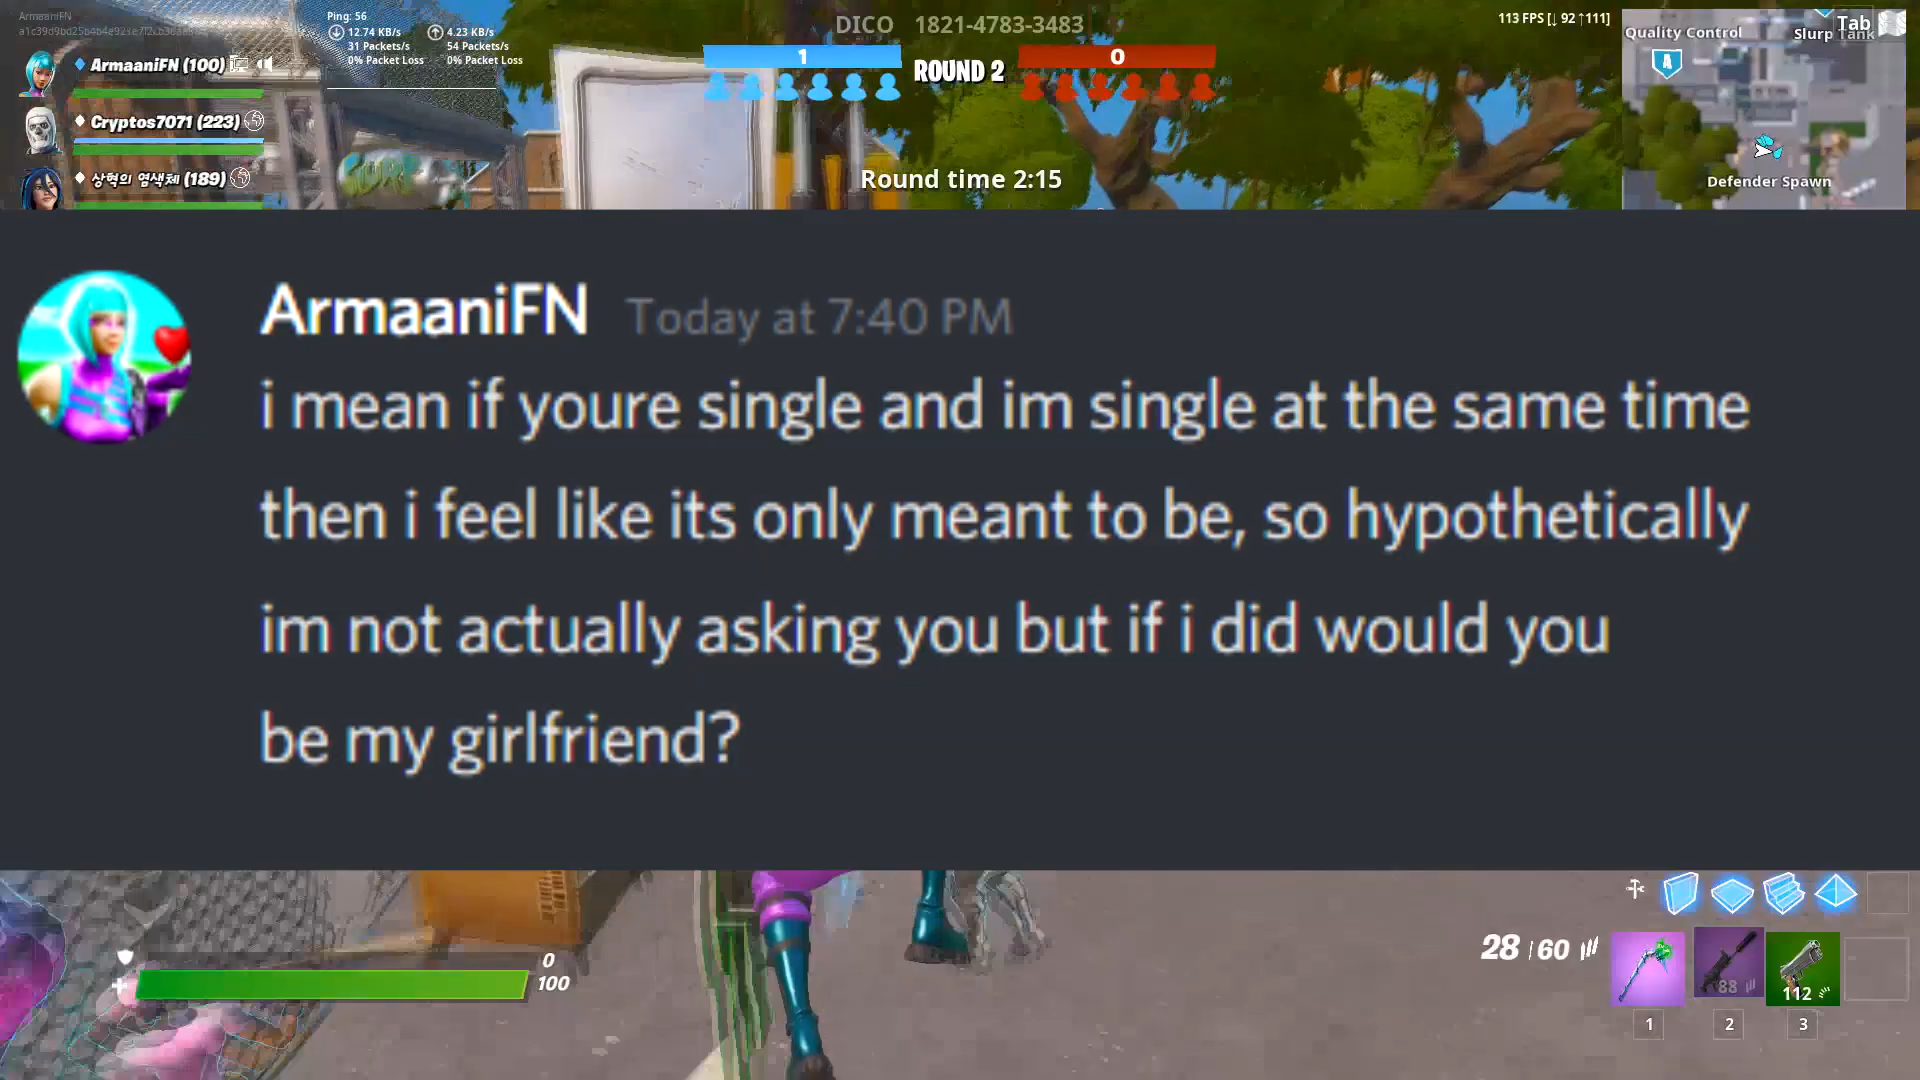 ArmaaniFN
Ping: 56
12.74 KB/s 4.23 KB/s
31 Packets/s 54 Packets/s
0% Packet Loss 0% Packet Loss
DICO 1821-4783-3483
113 FPS [↓ 92 ↑111]
Tab
Quality Control
Slurp Tank
A
ArmaaniFN (100)
1 ROUND 2 0
Cryptos7071 (223)
상혁의 염색체 (189)
Round time 2:15
Defender Spawn
ArmaaniFN Today at 7:40 PM
i mean if youre single and im single at the same time
then i feel like its only meant to be, so hypothetically
im not actually asking you but if i did would you
be my girlfriend?
0
100
28 / 60
88
112
1 2 3